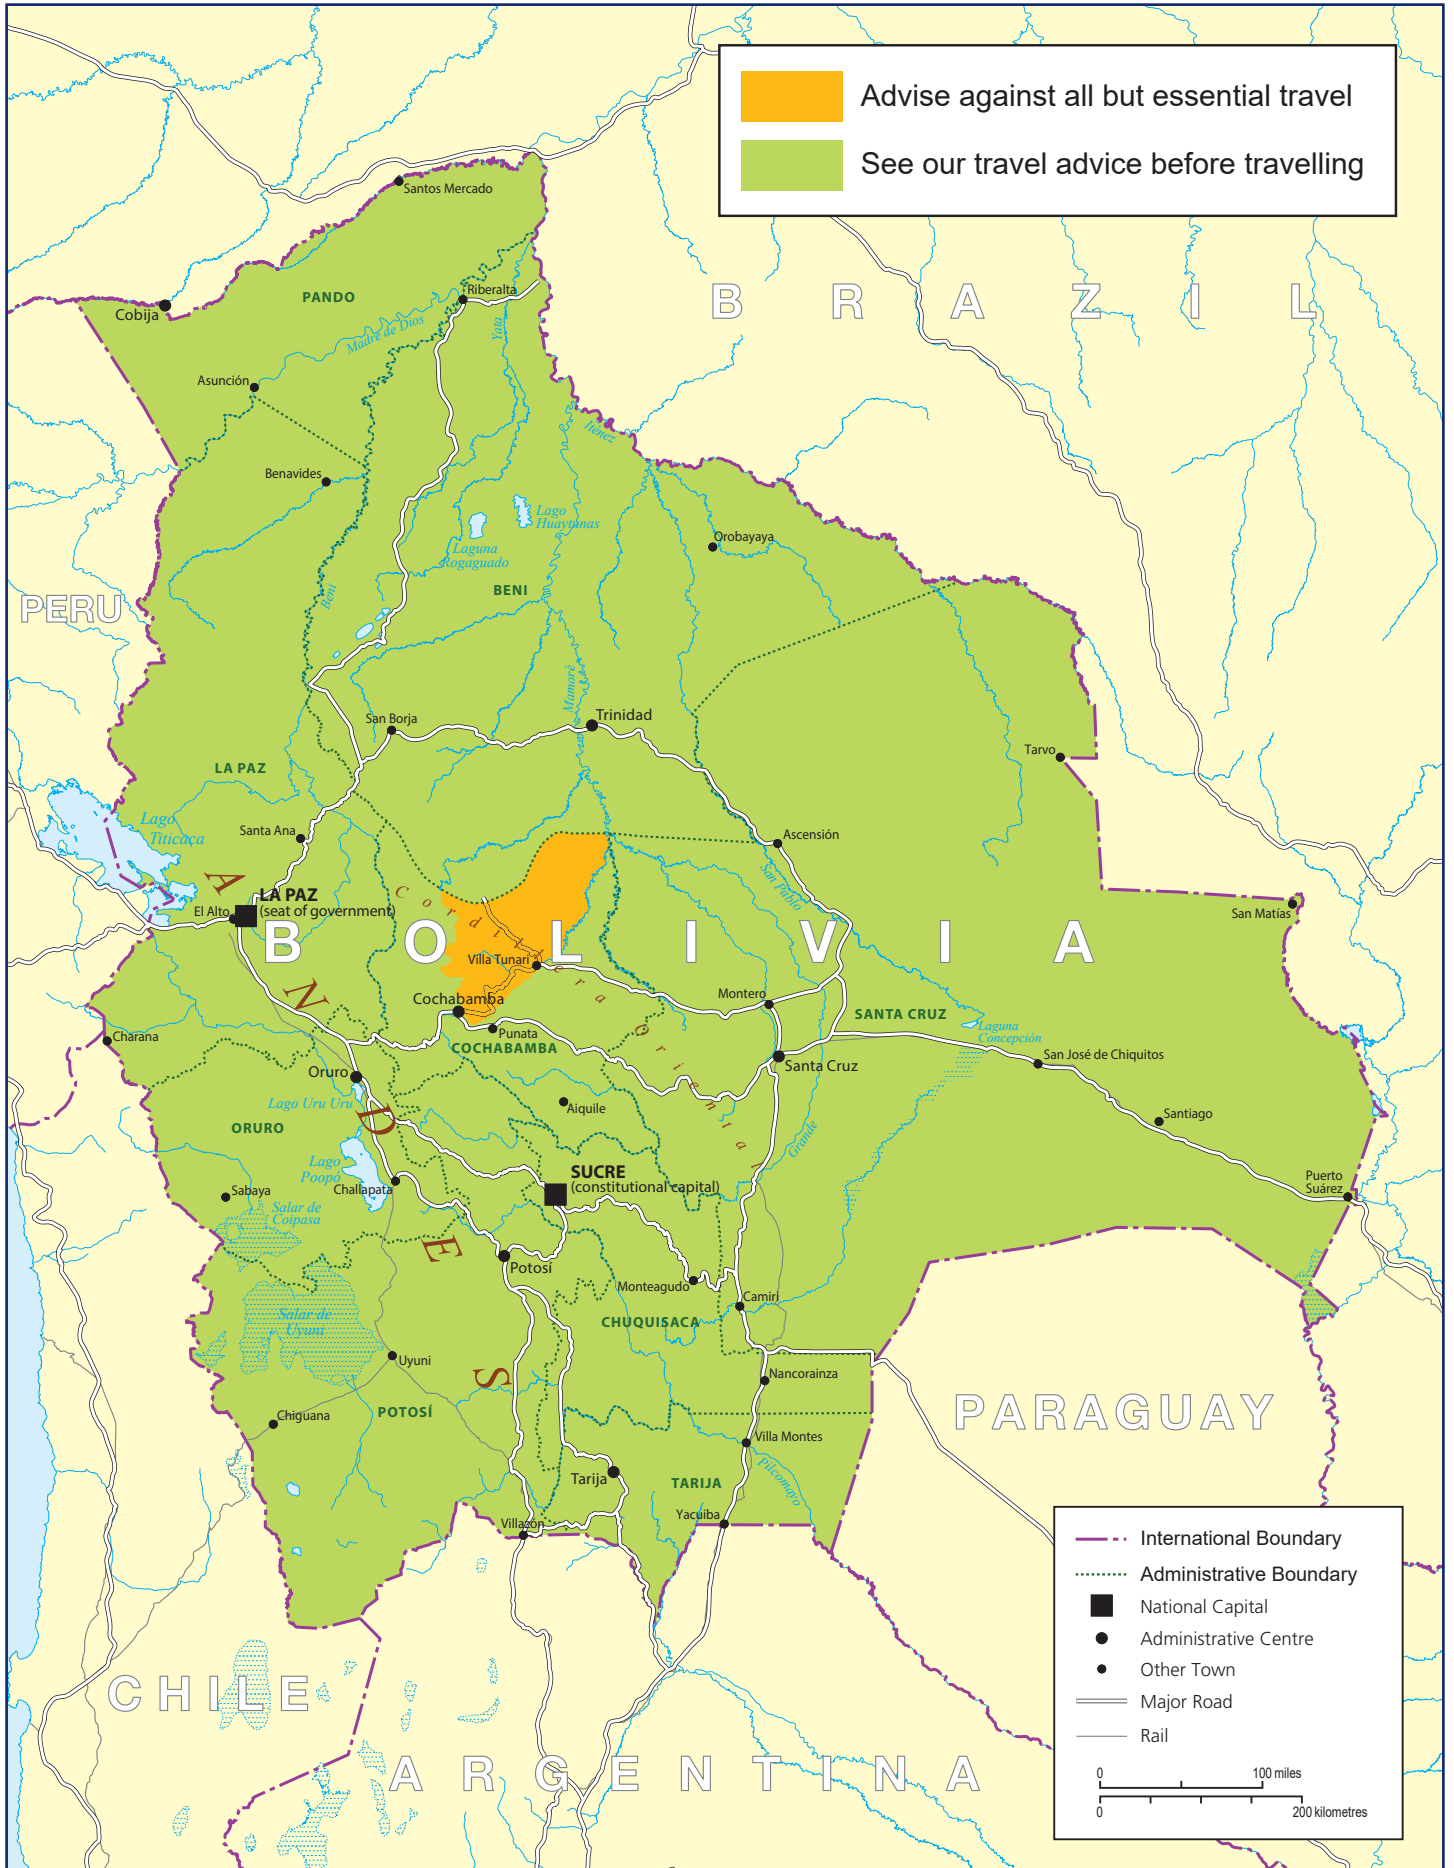 Advise against all but essential travel
See our travel advice before travelling
Santos Mercado
PANDO
Riberalta
Cobija
B R A Z I L
Madre de Dios
Yata
Asunción
Iténez
Benavides
Lago
Huaytunas
Laguna
Rogaguado
Orobayaya
BENI
Beni
PERU
Mamoré
San Borja
Trinidad
Tarvo
LA PAZ
Lago
Titicaca
Santa Ana
Ascensión
San Pablo
LA PAZ
(seat of government)
El Alto
San Matías
B O L I V I A
A N D E S
Cordillera Oriental
Villa Tunari
Cochabamba
Montero
Punata
SANTA CRUZ
Laguna
Concepción
Charana
COCHABAMBA
San José de Chiquitos
Santa Cruz
Oruro
Lago Uru Uru
Aiquile
Santiago
ORURO
Grande
Lago
Poopó
SUCRE
(constitutional capital)
Challapata
Sabaya
Puerto
Suárez
Salar de
Coipasa
Potosí
Monteagudo
Camiri
Salar de
Uyuni
CHUQUISACA
Uyuni
Nancorainza
Chiguana
POTOSÍ
PARAGUAY
Villa Montes
Pilcomayo
Tarija
TARIJA
Yacuiba
Villazón
CHILE
A R G E N T I N A
International Boundary
Administrative Boundary
National Capital
Administrative Centre
Other Town
Major Road
Rail
0 100 miles
0 200 kilometres